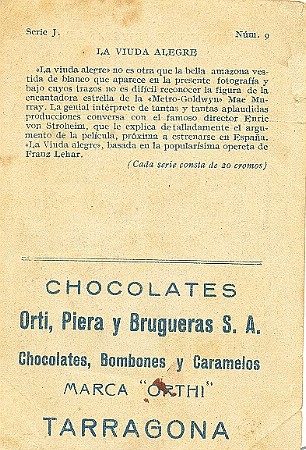 Serie J. Núm. 9
LA VIUDA ALEGRE
«La viuda alegre» no es otra que la bella amazona ves-
tida de blanco que aparece en la presente fotografía y
bajo cuyos trazos no es difícil reconocer la figura de la
encantadora estrella de la «Metro-Goldwyn» Mae Mu-
rray. La genial intérprete de tantas y tantas aplaudidas
producciones conversa con el famoso director Enric
von Stroheim, que le explica detalladamente el argu-
mento de la película, próxima a estrenarse en España.
«La Viuda alegre», basada en la popularísima opereta de
Franz Lehar.
(Cada serie consta de 20 cromos)
CHOCOLATES
Orti, Piera y Brugueras S. A.
Chocolates, Bombones y Caramelos
MARCA "ORTHI"
TARRAGONA